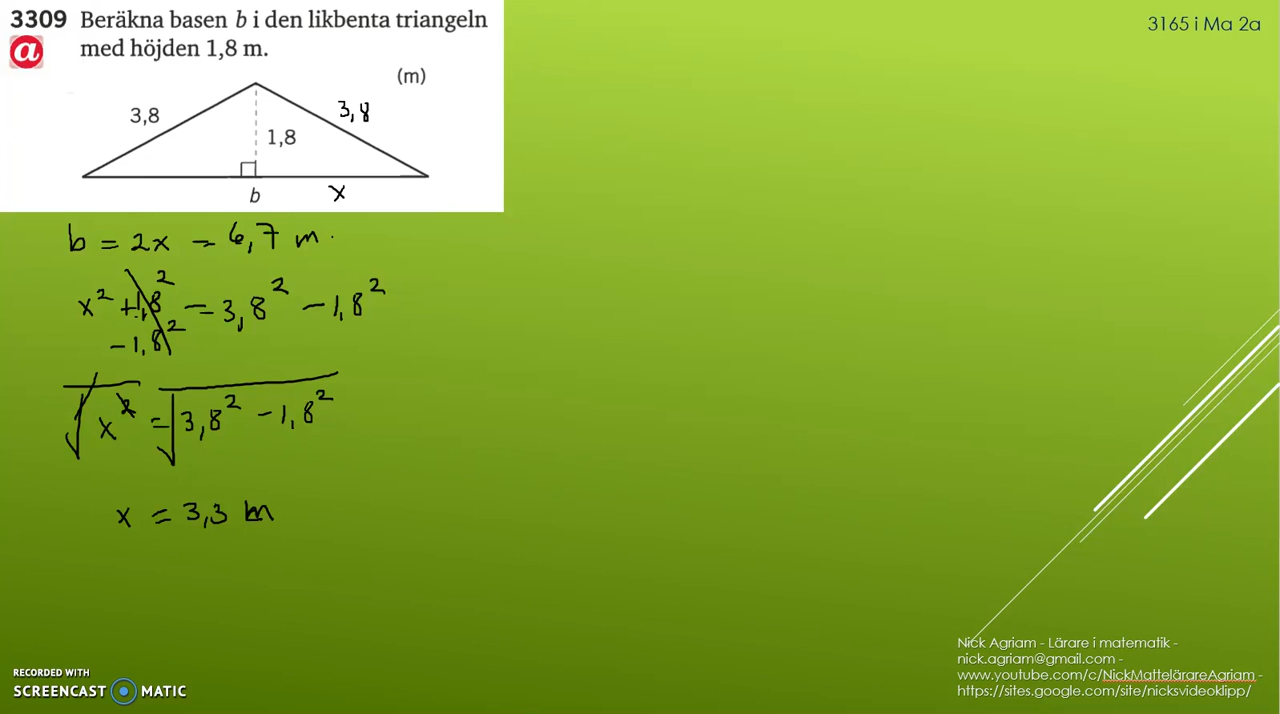 3309 Beräkna basen b i den likbenta triangeln
a med höjden 1,8 m.
(m)
3,8
3,8
1,8
b
x
b = 2x = 6,7 m.
x² + 1,8² = 3,8² - 1,8²
- 1,8²
√x² = √3,8² - 1,8²
x = 3,3 m
3165 i Ma 2a
Nick Agriam - Lärare i matematik -
nick.agriam@gmail.com -
www.youtube.com/c/NickMattelärareAgriam -
https://sites.google.com/site/nicksvideoklipp/
RECORDED WITH
SCREENCAST MATIC